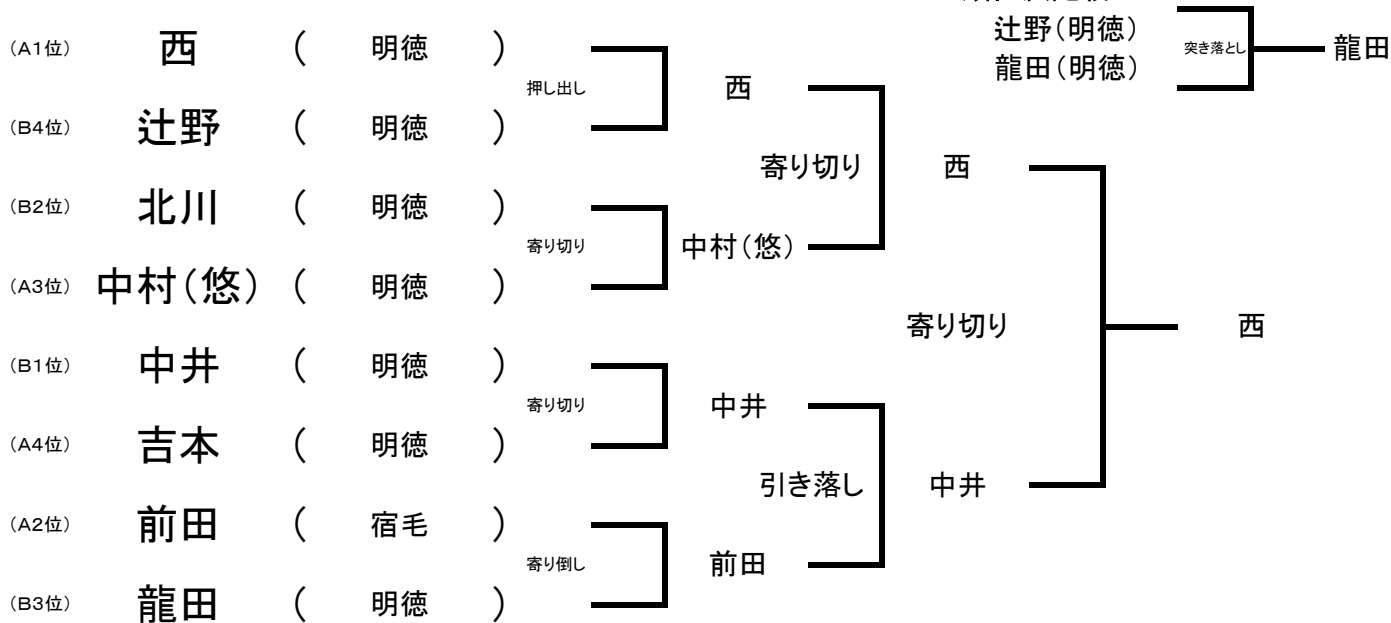 辻野(明徳)
龍田(明徳)
突き落とし
龍田
(A1位) 西 ( 明徳 )
押し出し 西
(B4位) 辻野 ( 明徳 )
寄り切り 西
(B2位) 北川 ( 明徳 )
寄り切り 中村(悠)
(A3位) 中村(悠) ( 明徳 )
寄り切り 西
(B1位) 中井 ( 明徳 )
寄り切り 中井
(A4位) 吉本 ( 明徳 )
引き落し 中井
(A2位) 前田 ( 宿毛 )
寄り倒し 前田
(B3位) 龍田 ( 明徳 )